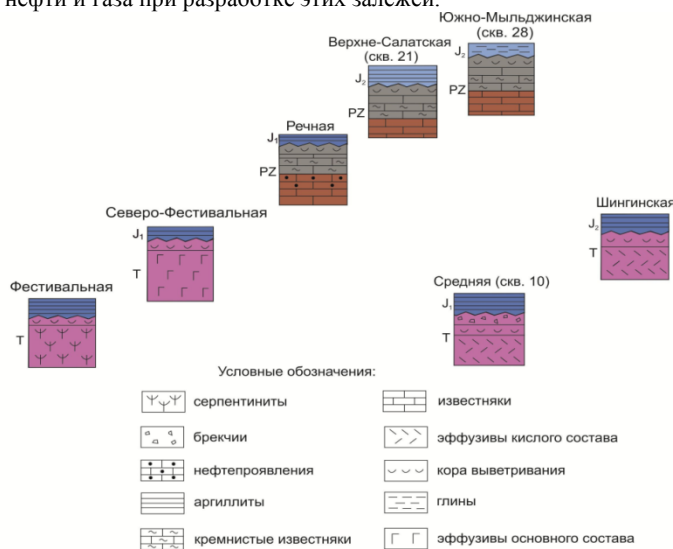 нефти и газа при разработке этих залежей.
Южно-Мыльджинская
(скв. 28)
J2
PZ
Верхне-Салатская
(скв. 21)
J2
PZ
Речная
J1
PZ
Северо-Фестивальная
J1
T
Фестивальная
T
Шингинская
J2
T
Средняя (скв. 10)
J1
T
Условные обозначения:
серпентиниты
брекчии
нефтепроявления
аргиллиты
кремнистые известняки
известняки
эффузивы кислого состава
кора выветривания
глины
эффузивы основного состава